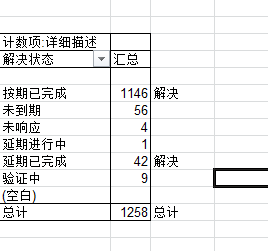 计数项:详细描述
解决状态 汇总
按期已完成 1146 解决
未到期 56
未响应 4
延期进行中 1
延期已完成 42 解决
验证中 9
(空白)
总计 1258 总计